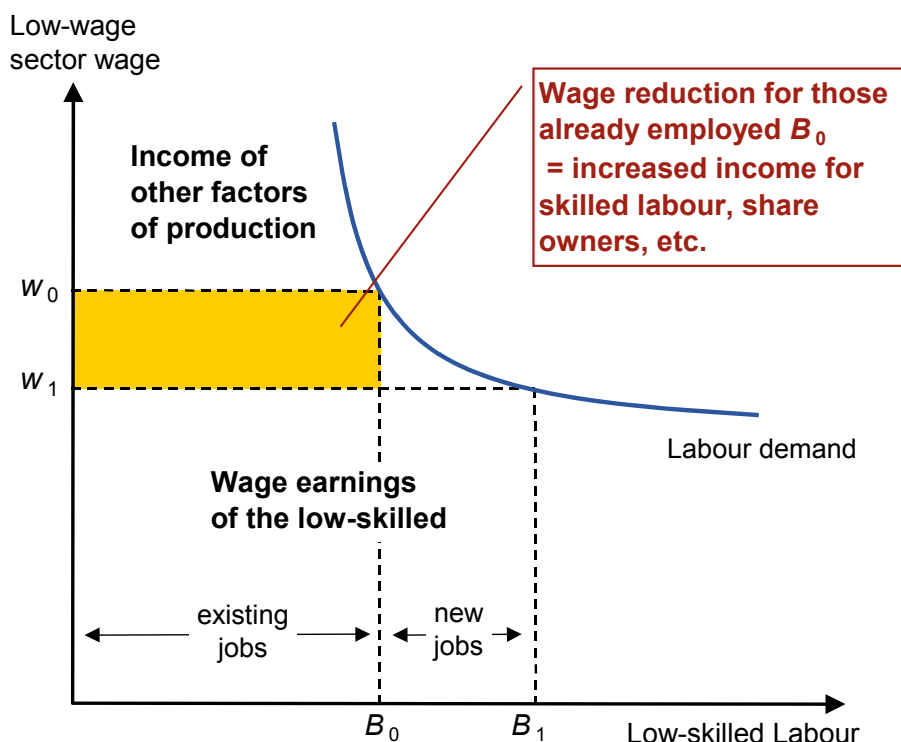 Low-wage
sector wage
Wage reduction for those
already employed B₀
= increased income for
skilled labour, share
owners, etc.
Income of
other factors
of production
w₀
w₁
Labour demand
Wage earnings
of the low-skilled
existing
jobs
new
jobs
B₀
B₁
Low-skilled Labour